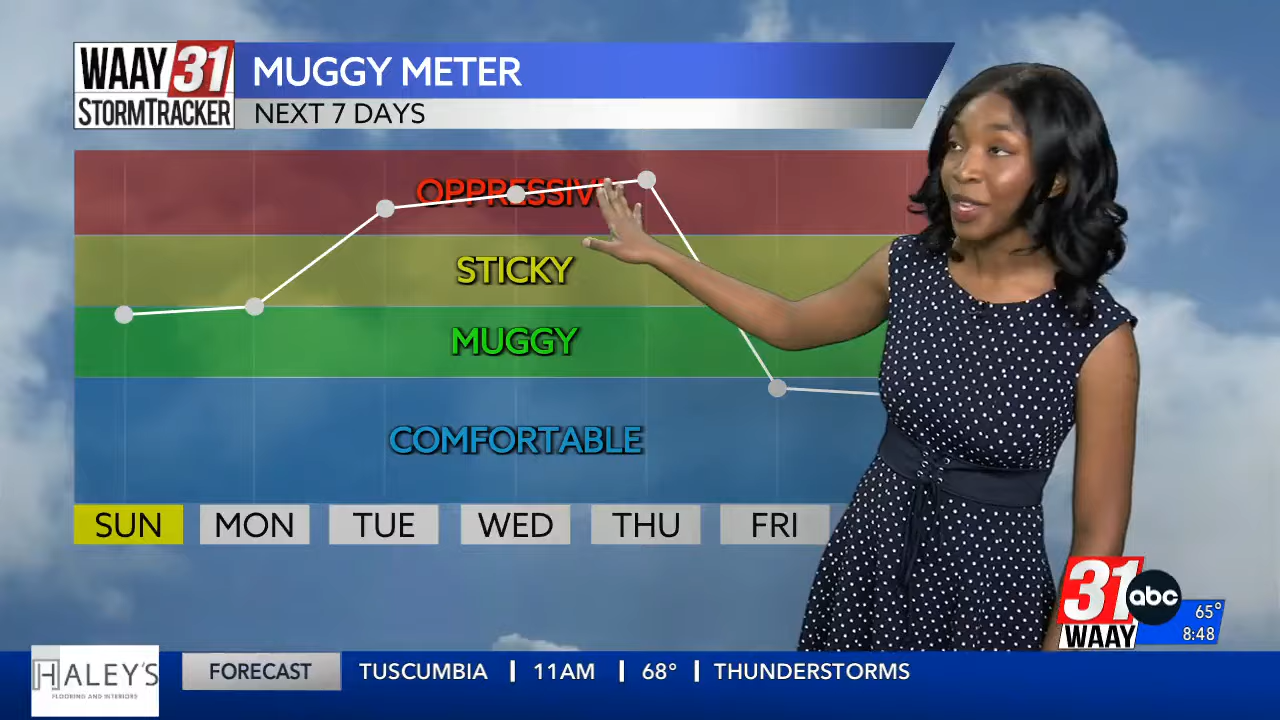 WAAY 31
STORMTRACKER
MUGGY METER
NEXT 7 DAYS
OPPRESSIV
STICKY
MUGGY
COMFORTABLE
SUN MON TUE WED THU FRI
31 abc
WAAY
65°
8:48
HALEY'S
FLOORING AND INTERIORS
FORECAST TUSCUMBIA | 11AM | 68° | THUNDERSTORMS